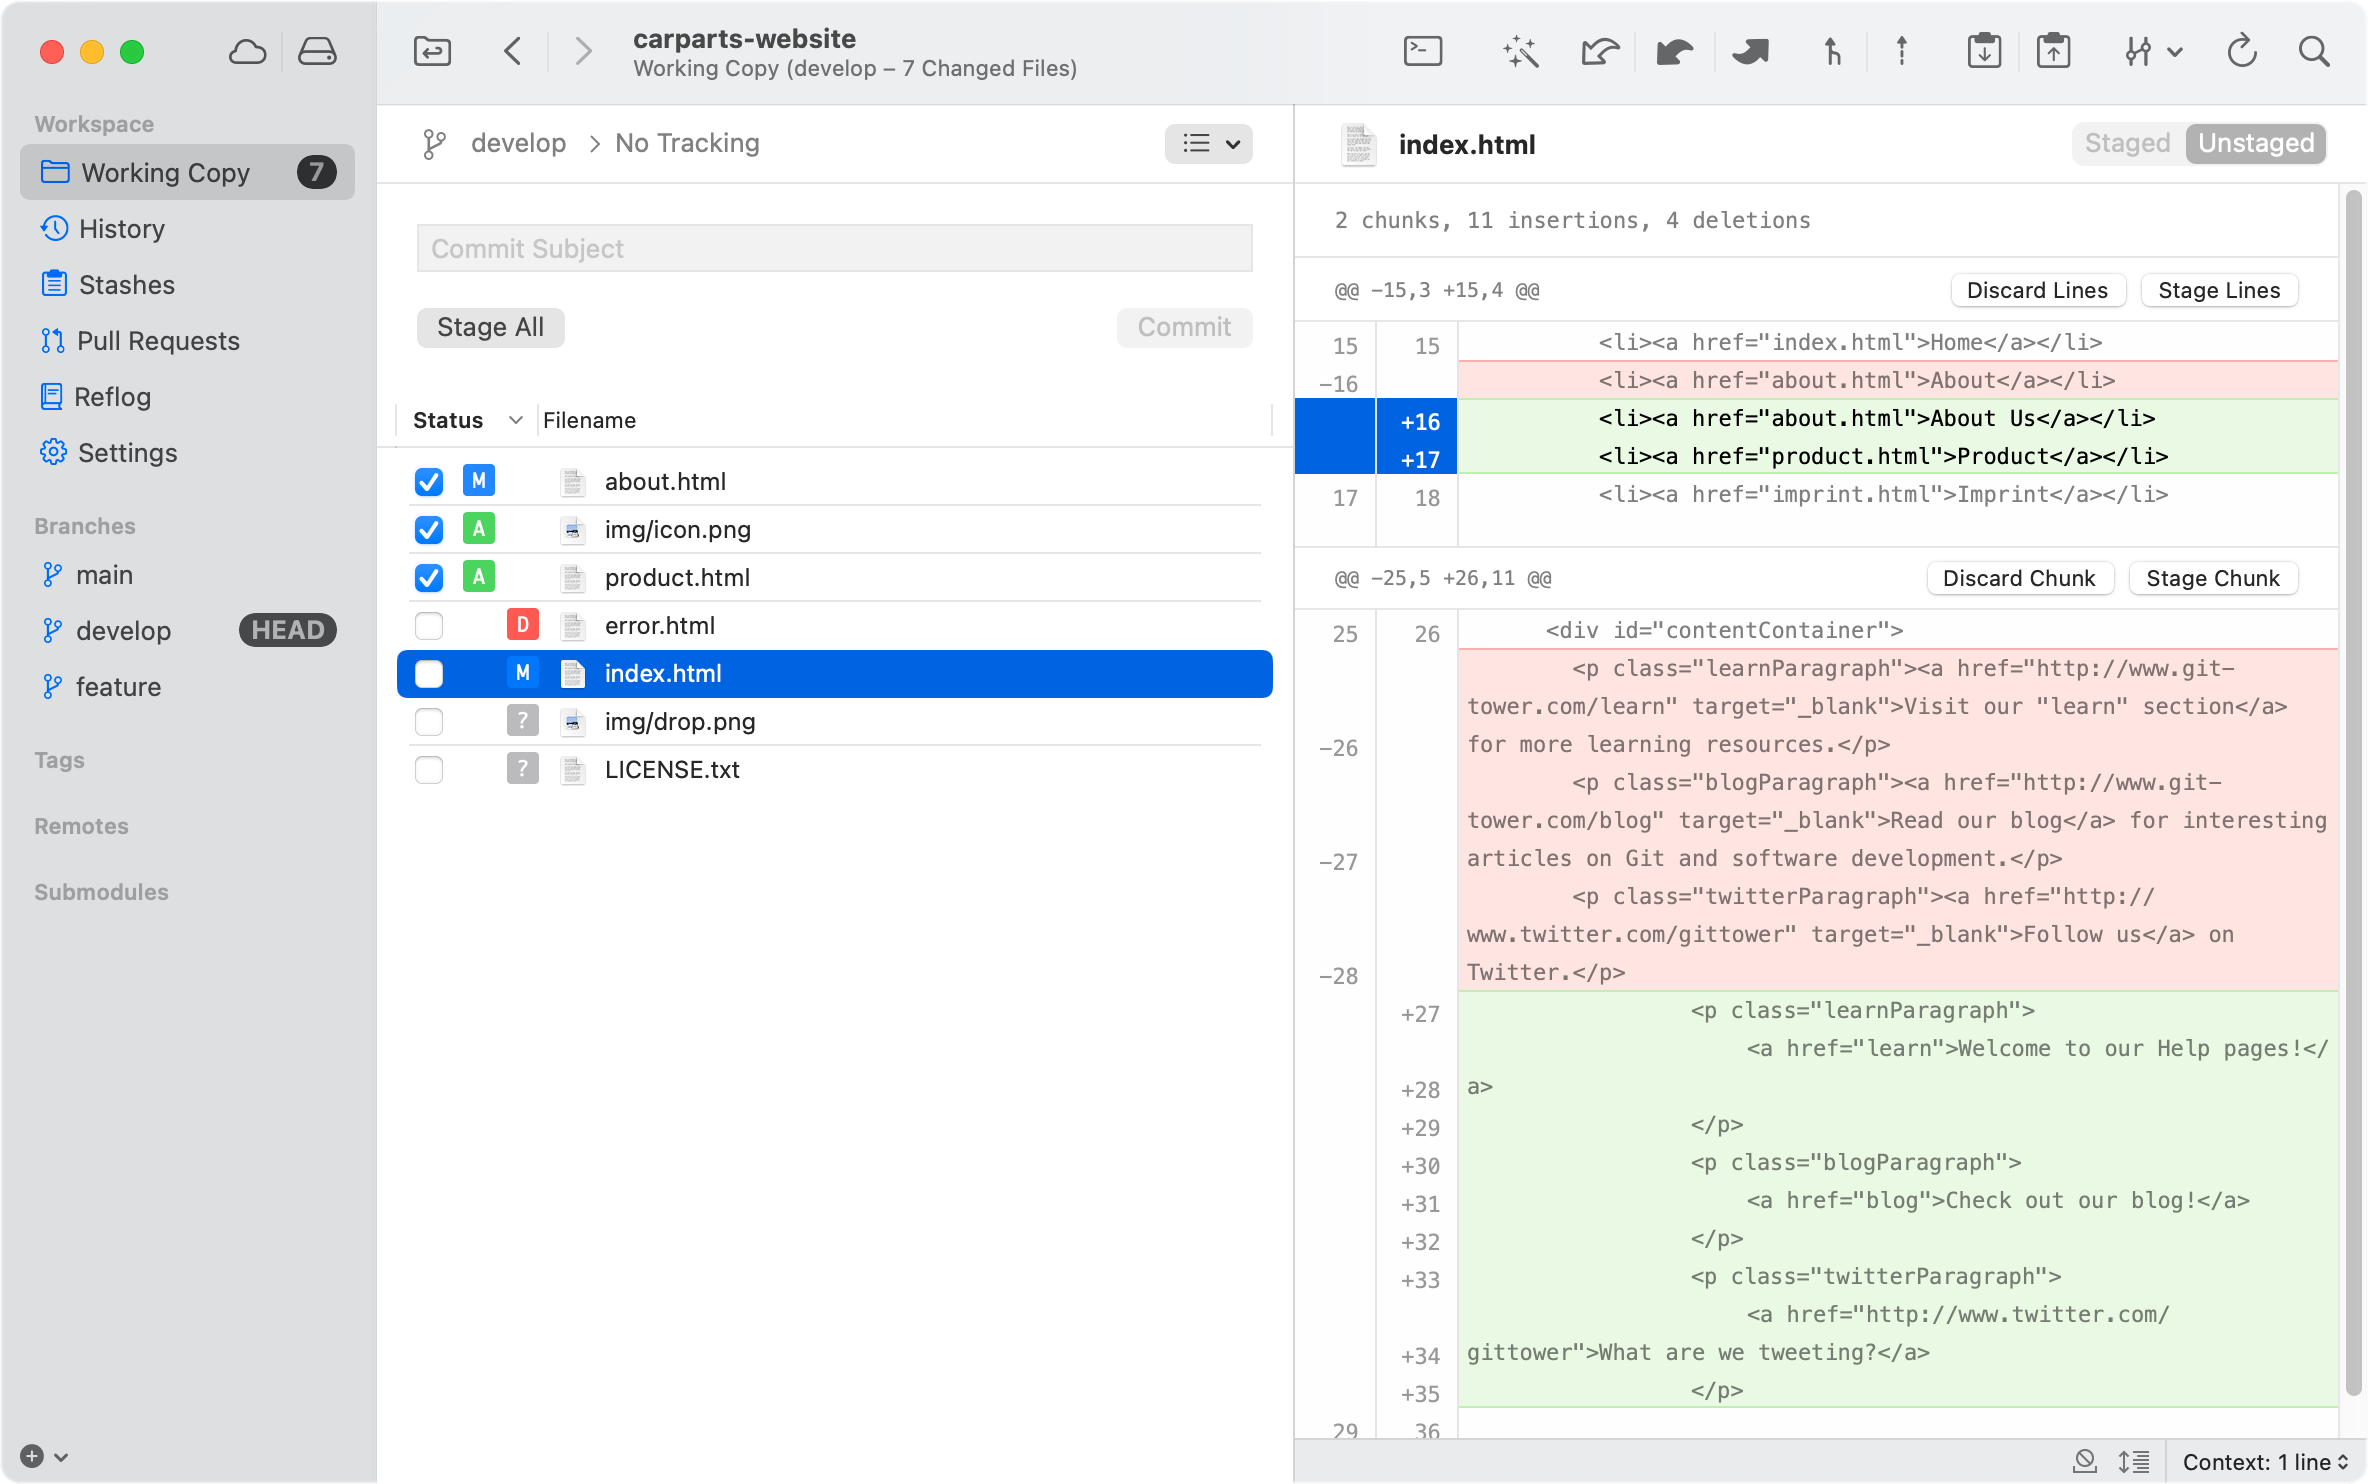 carparts-website
Working Copy (develop – 7 Changed Files)
Workspace
Working Copy 7
History
Stashes
Pull Requests
Reflog
Settings
Branches
main
develop HEAD
feature
Tags
Remotes
Submodules
develop > No Tracking
Commit Subject
Stage All
Commit
Status Filename
M about.html
A img/icon.png
A product.html
D error.html
M index.html
? img/drop.png
? LICENSE.txt
index.html
Staged Unstaged
2 chunks, 11 insertions, 4 deletions
@@ -15,3 +15,4 @@ Discard Lines Stage Lines
15 15 <li><a href="index.html">Home</a></li>
-16 <li><a href="about.html">About</a></li>
+16 <li><a href="about.html">About Us</a></li>
+17 <li><a href="product.html">Product</a></li>
17 18 <li><a href="imprint.html">Imprint</a></li>
@@ -25,5 +26,11 @@ Discard Chunk Stage Chunk
25 26 <div id="contentContainer">
<p class="learnParagraph"><a href="http://www.git-
tower.com/learn" target="_blank">Visit our "learn" section</a>
-26 for more learning resources.</p>
<p class="blogParagraph"><a href="http://www.git-
tower.com/blog" target="_blank">Read our blog</a> for interesting
-27 articles on Git and software development.</p>
<p class="twitterParagraph"><a href="http://
www.twitter.com/gittower" target="_blank">Follow us</a> on
-28 Twitter.</p>
+27 <p class="learnParagraph">
<a href="learn">Welcome to our Help pages!</
+28 a>
+29 </p>
+30 <p class="blogParagraph">
+31 <a href="blog">Check out our blog!</a>
+32 </p>
+33 <p class="twitterParagraph">
<a href="http://www.twitter.com/
+34 gittower">What are we tweeting?</a>
+35 </p>
29 36
Context: 1 line